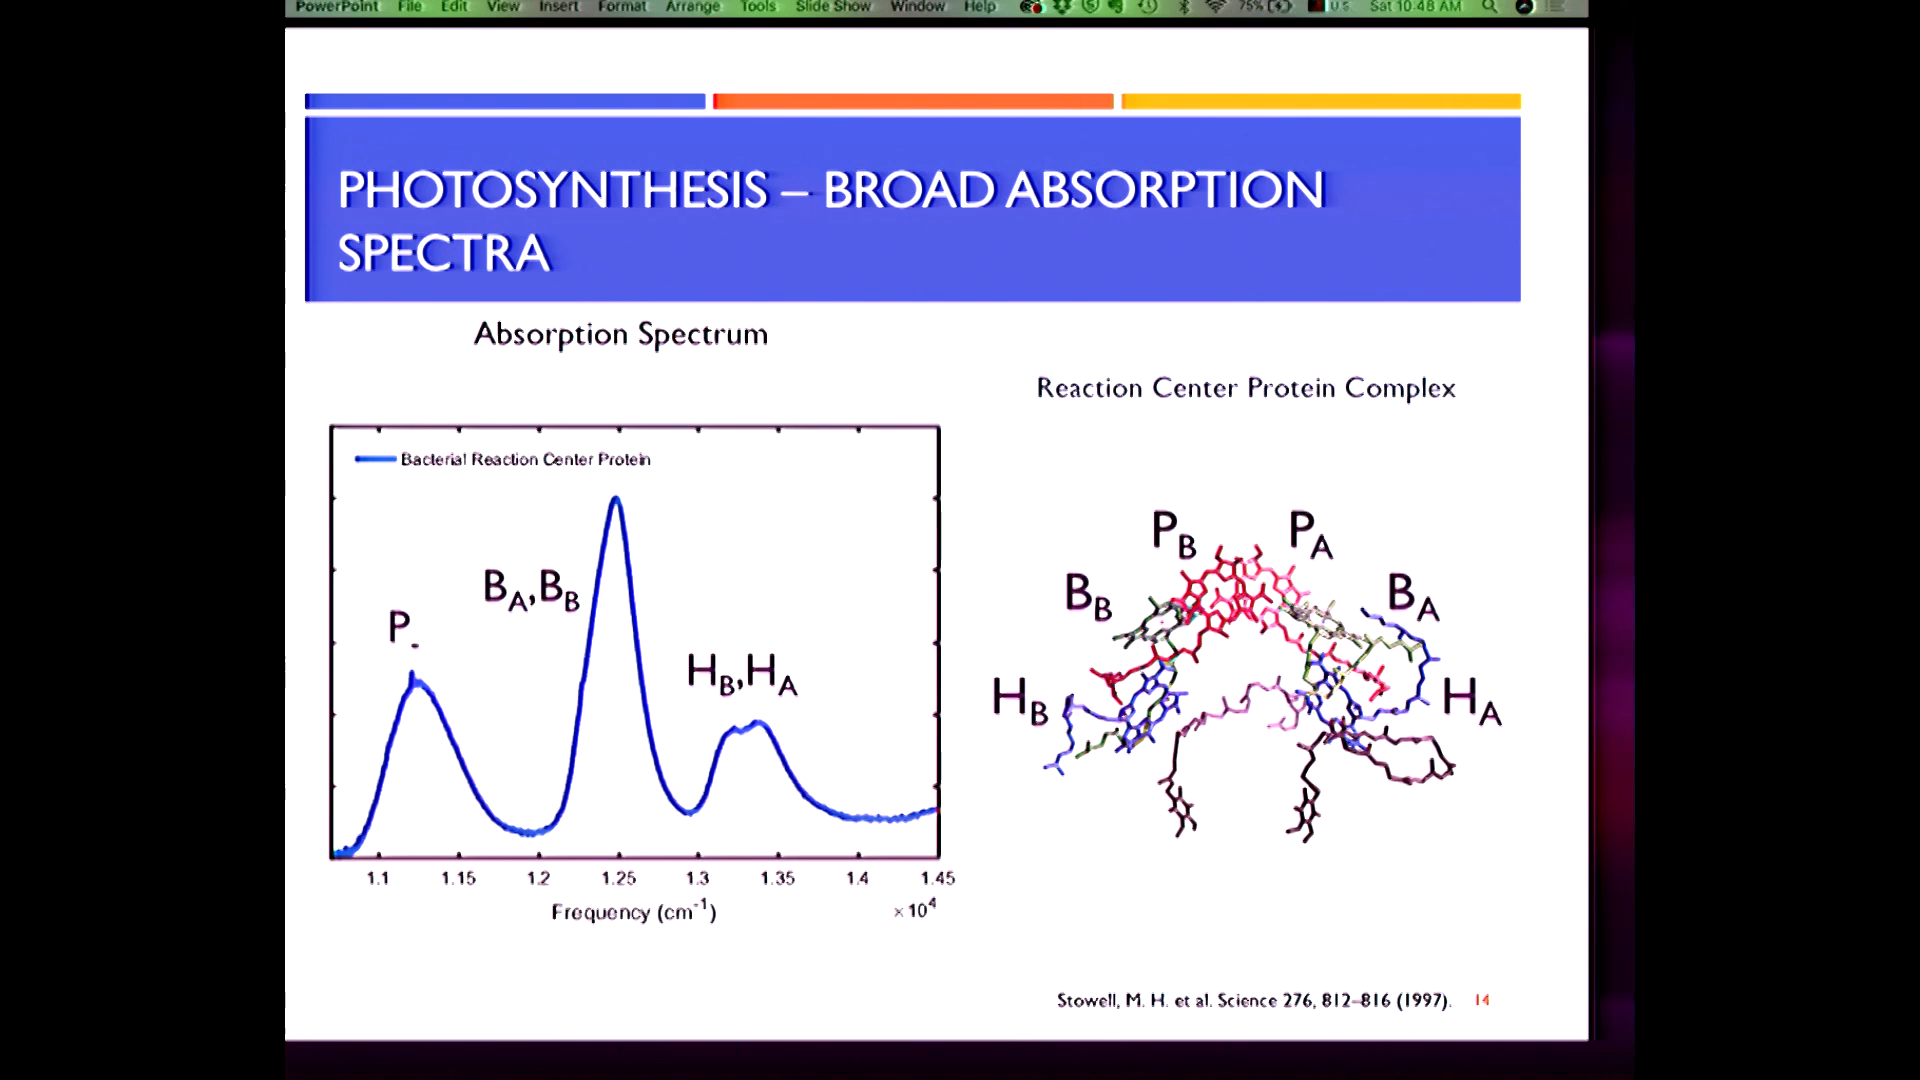 PowerPoint File Edit View Insert Format Arrange Tools Slide Show Window Help 75% U.S. Sat 10:48 AM
PHOTOSYNTHESIS – BROAD ABSORPTION
SPECTRA
Absorption Spectrum
Reaction Center Protein Complex
Bacterial Reaction Center Protein
P-
BA,BB
HB,HA
1.1 1.15 1.2 1.25 1.3 1.35 1.4 1.45
Frequency (cm-1)
×10^4
PB PA
BB BA
HB HA
Stowell, M. H. et al. Science 276, 812–816 (1997). 14